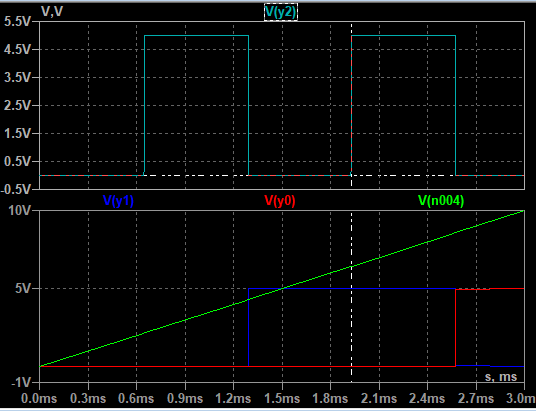 V,V V(y2)
5.5V
4.5V
3.5V
2.5V
1.5V
0.5V
-0.5V
V(y1) V(y0) V(n004)
10V
5V
-1V
s, ms
0.0ms 0.3ms 0.6ms 0.9ms 1.2ms 1.5ms 1.8ms 2.1ms 2.4ms 2.7ms 3.0ms